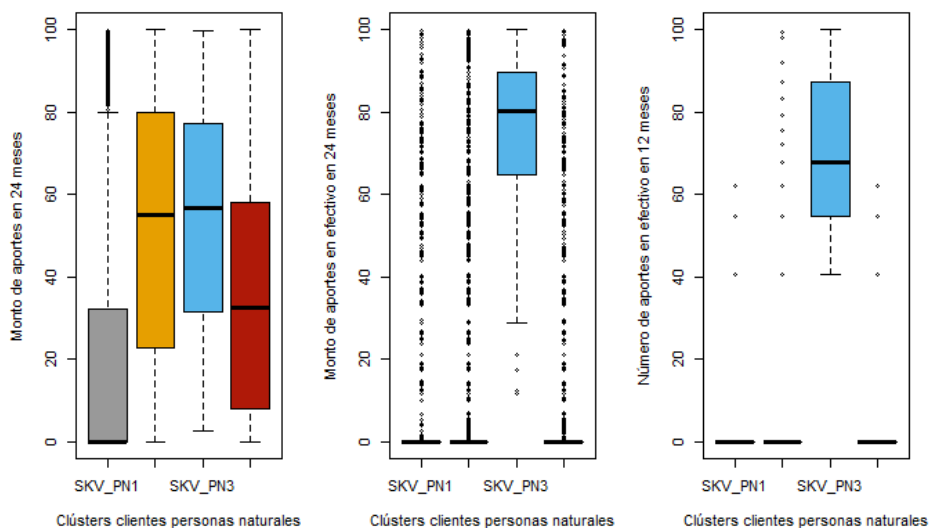 Monto de aportes en 24 meses
100
80
60
40
20
0
SKV_PN1 SKV_PN3
Clústers clientes personas naturales
Monto de aportes en efectivo en 24 meses
100
80
60
40
20
0
SKV_PN1 SKV_PN3
Clústers clientes personas naturales
Número de aportes en efectivo en 12 meses
100
80
60
40
20
0
SKV_PN1 SKV_PN3
Clústers clientes personas naturales